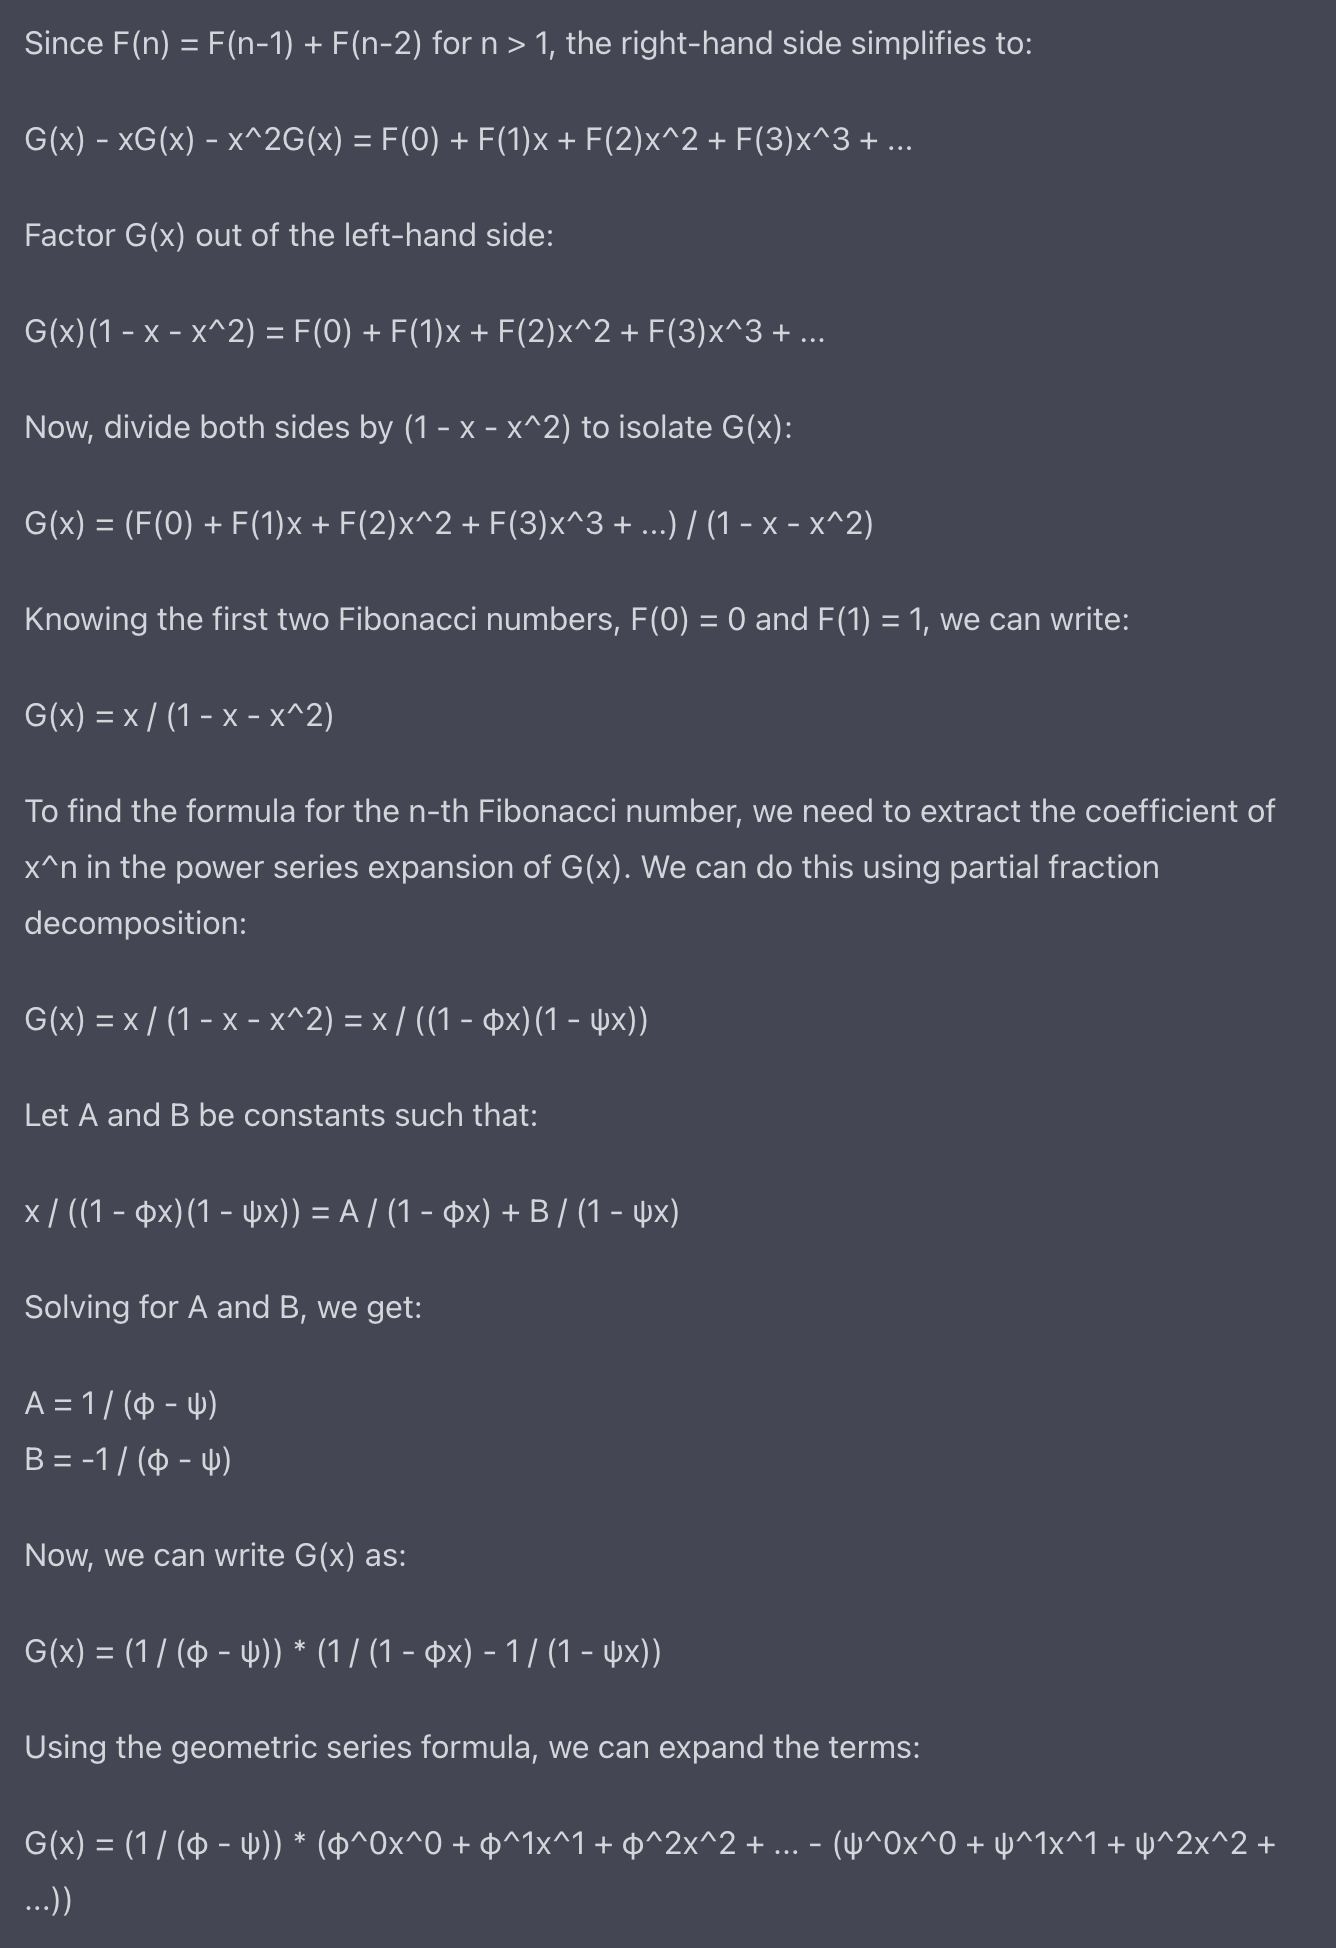 Since F(n) = F(n-1) + F(n-2) for n > 1, the right-hand side simplifies to:
G(x) - xG(x) - x^2G(x) = F(0) + F(1)x + F(2)x^2 + F(3)x^3 + ...
Factor G(x) out of the left-hand side:
G(x)(1 - x - x^2) = F(0) + F(1)x + F(2)x^2 + F(3)x^3 + ...
Now, divide both sides by (1 - x - x^2) to isolate G(x):
G(x) = (F(0) + F(1)x + F(2)x^2 + F(3)x^3 + ...) / (1 - x - x^2)
Knowing the first two Fibonacci numbers, F(0) = 0 and F(1) = 1, we can write:
G(x) = x / (1 - x - x^2)
To find the formula for the n-th Fibonacci number, we need to extract the coefficient of
x^n in the power series expansion of G(x). We can do this using partial fraction
decomposition:
G(x) = x / (1 - x - x^2) = x / ((1 - φx)(1 - ψx))
Let A and B be constants such that:
x / ((1 - φx)(1 - ψx)) = A / (1 - φx) + B / (1 - ψx)
Solving for A and B, we get:
A = 1 / (φ - ψ)
B = -1 / (φ - ψ)
Now, we can write G(x) as:
G(x) = (1 / (φ - ψ)) * (1 / (1 - φx) - 1 / (1 - ψx))
Using the geometric series formula, we can expand the terms:
G(x) = (1 / (φ - ψ)) * (φ^0x^0 + φ^1x^1 + φ^2x^2 + ... - (ψ^0x^0 + ψ^1x^1 + ψ^2x^2 +
...))